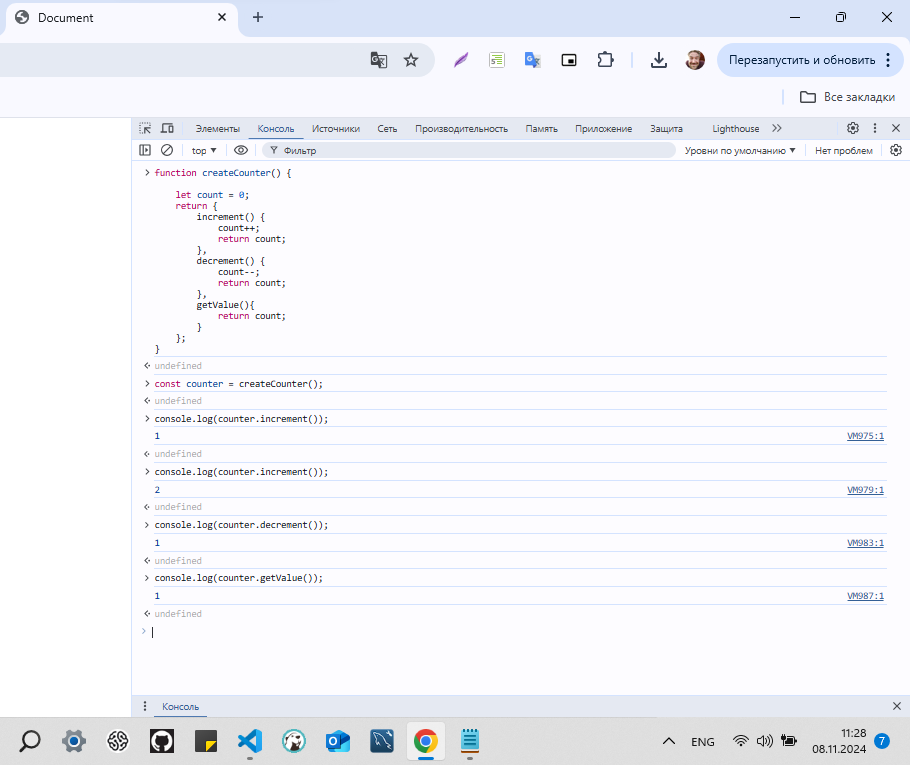 Document
Перезапустить и обновить
Все закладки
Элементы Консоль Источники Сеть Производительность Память Приложение Защита Lighthouse
top Фильтр Уровни по умолчанию Нет проблем
function createCounter() {
let count = 0;
return {
increment() {
count++;
return count;
},
decrement() {
count--;
return count;
},
getValue(){
return count;
}
};
}
undefined
const counter = createCounter();
undefined
console.log(counter.increment());
1 VM975:1
undefined
console.log(counter.increment());
2 VM979:1
undefined
console.log(counter.decrement());
1 VM983:1
undefined
console.log(counter.getValue());
1 VM987:1
undefined
Консоль
ENG 11:28
08.11.2024 7